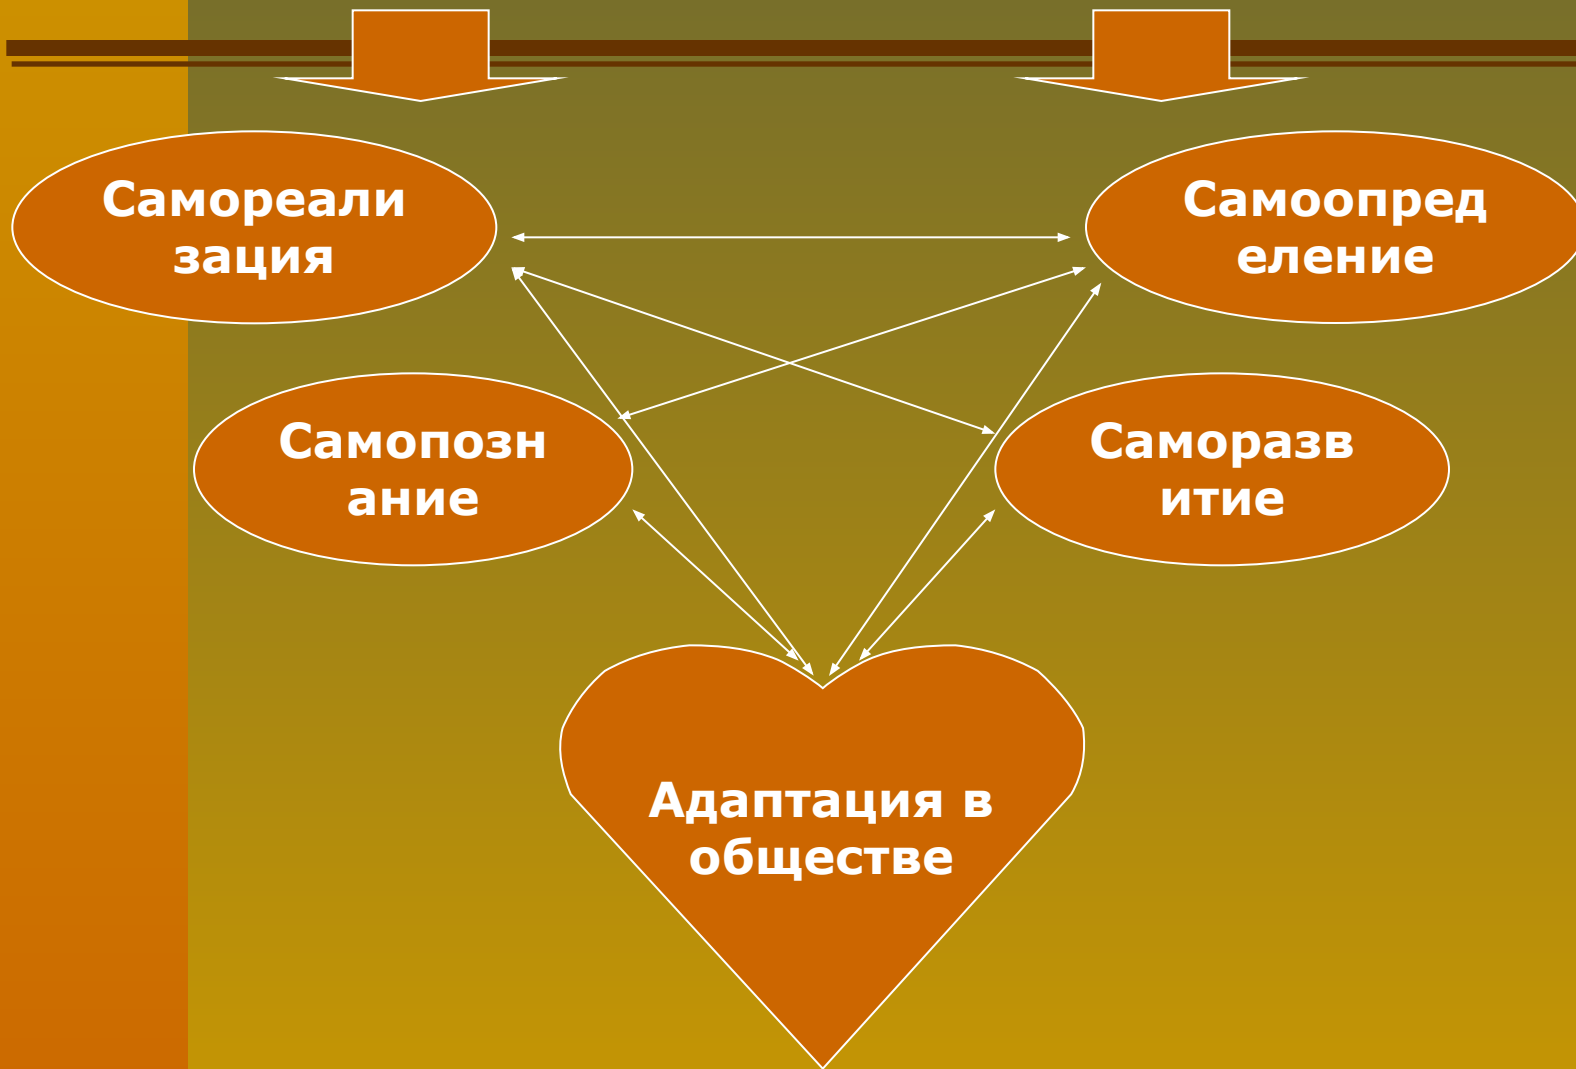 Самореали
зация
Самоопред
еление
Самопозн
ание
Саморазв
итие
Адаптация в
обществе